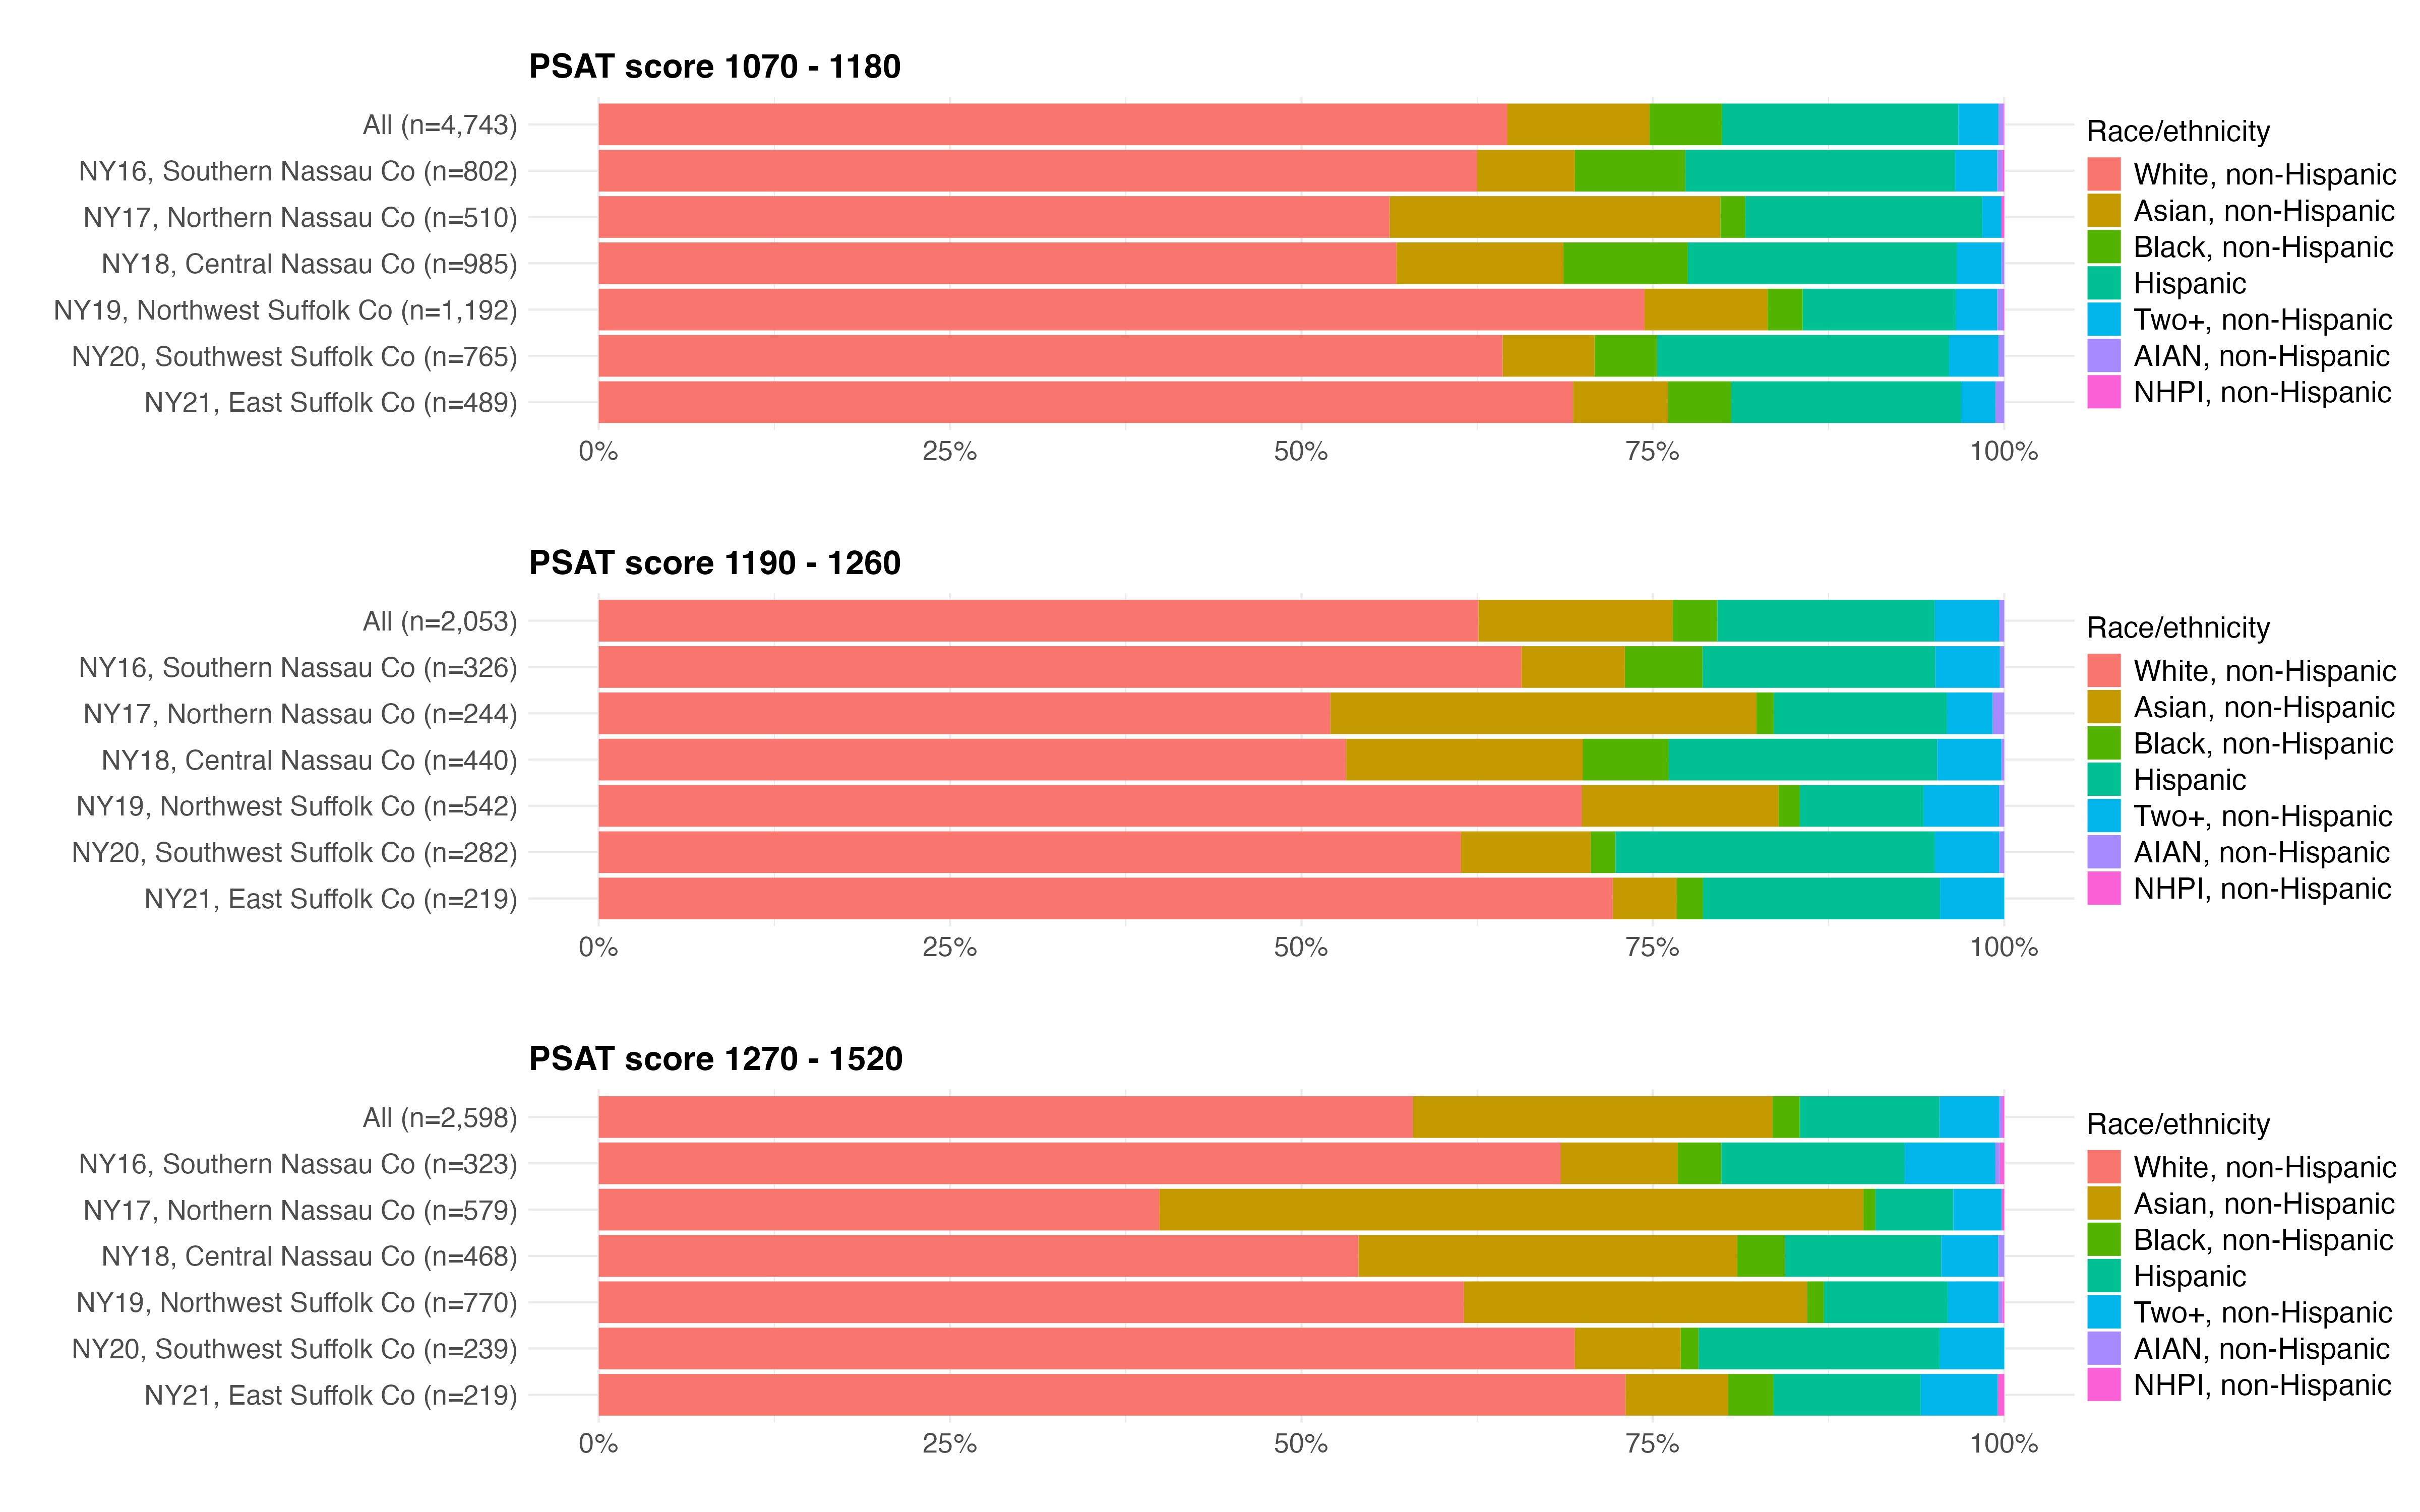 PSAT score 1070 - 1180
All (n=4,743)
NY16, Southern Nassau Co (n=802)
NY17, Northern Nassau Co (n=510)
NY18, Central Nassau Co (n=985)
NY19, Northwest Suffolk Co (n=1,192)
NY20, Southwest Suffolk Co (n=765)
NY21, East Suffolk Co (n=489)
0% 25% 50% 75% 100%
Race/ethnicity
White, non-Hispanic
Asian, non-Hispanic
Black, non-Hispanic
Hispanic
Two+, non-Hispanic
AIAN, non-Hispanic
NHPI, non-Hispanic
PSAT score 1190 - 1260
All (n=2,053)
NY16, Southern Nassau Co (n=326)
NY17, Northern Nassau Co (n=244)
NY18, Central Nassau Co (n=440)
NY19, Northwest Suffolk Co (n=542)
NY20, Southwest Suffolk Co (n=282)
NY21, East Suffolk Co (n=219)
0% 25% 50% 75% 100%
Race/ethnicity
White, non-Hispanic
Asian, non-Hispanic
Black, non-Hispanic
Hispanic
Two+, non-Hispanic
AIAN, non-Hispanic
NHPI, non-Hispanic
PSAT score 1270 - 1520
All (n=2,598)
NY16, Southern Nassau Co (n=323)
NY17, Northern Nassau Co (n=579)
NY18, Central Nassau Co (n=468)
NY19, Northwest Suffolk Co (n=770)
NY20, Southwest Suffolk Co (n=239)
NY21, East Suffolk Co (n=219)
0% 25% 50% 75% 100%
Race/ethnicity
White, non-Hispanic
Asian, non-Hispanic
Black, non-Hispanic
Hispanic
Two+, non-Hispanic
AIAN, non-Hispanic
NHPI, non-Hispanic